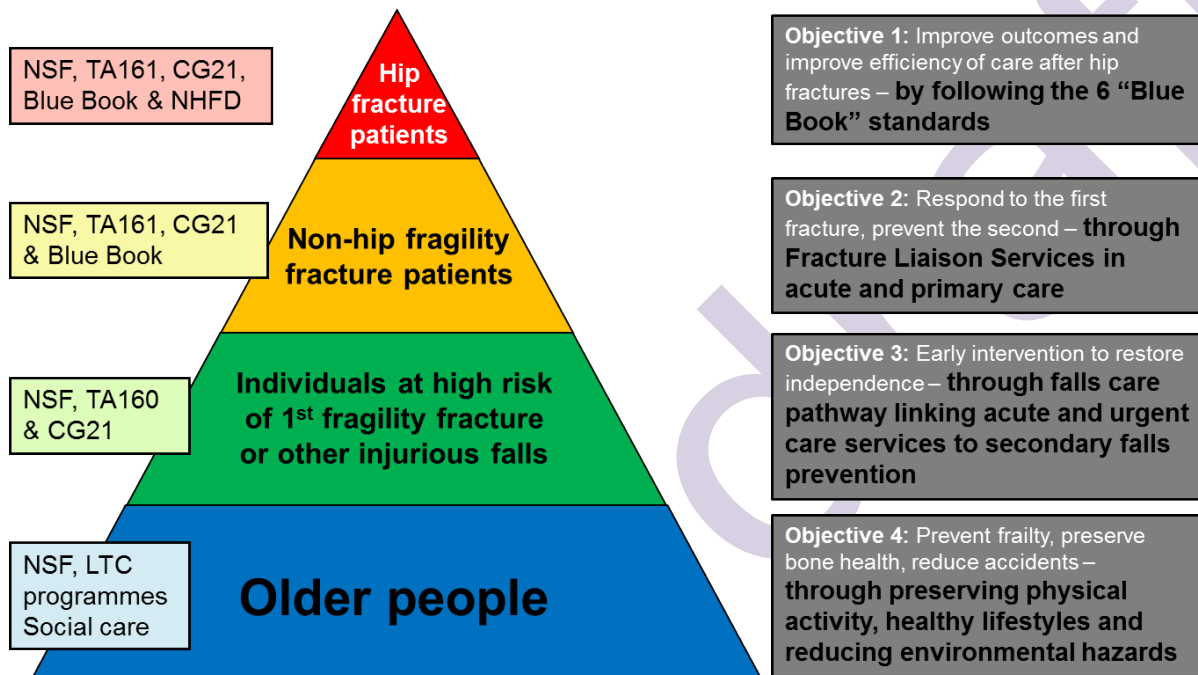 NSF, TA161, CG21,
Blue Book & NHFD
Hip
fracture
patients
Objective 1: Improve outcomes and
improve efficiency of care after hip
fractures – by following the 6 “Blue
Book” standards
NSF, TA161, CG21
& Blue Book
Non-hip fragility
fracture patients
Objective 2: Respond to the first
fracture, prevent the second – through
Fracture Liaison Services in
acute and primary care
NSF, TA160
& CG21
Individuals at high risk
of 1st fragility fracture
or other injurious falls
Objective 3: Early intervention to restore
independence – through falls care
pathway linking acute and urgent
care services to secondary falls
prevention
NSF, LTC
programmes
Social care
Older people
Objective 4: Prevent frailty, preserve
bone health, reduce accidents –
through preserving physical
activity, healthy lifestyles and
reducing environmental hazards